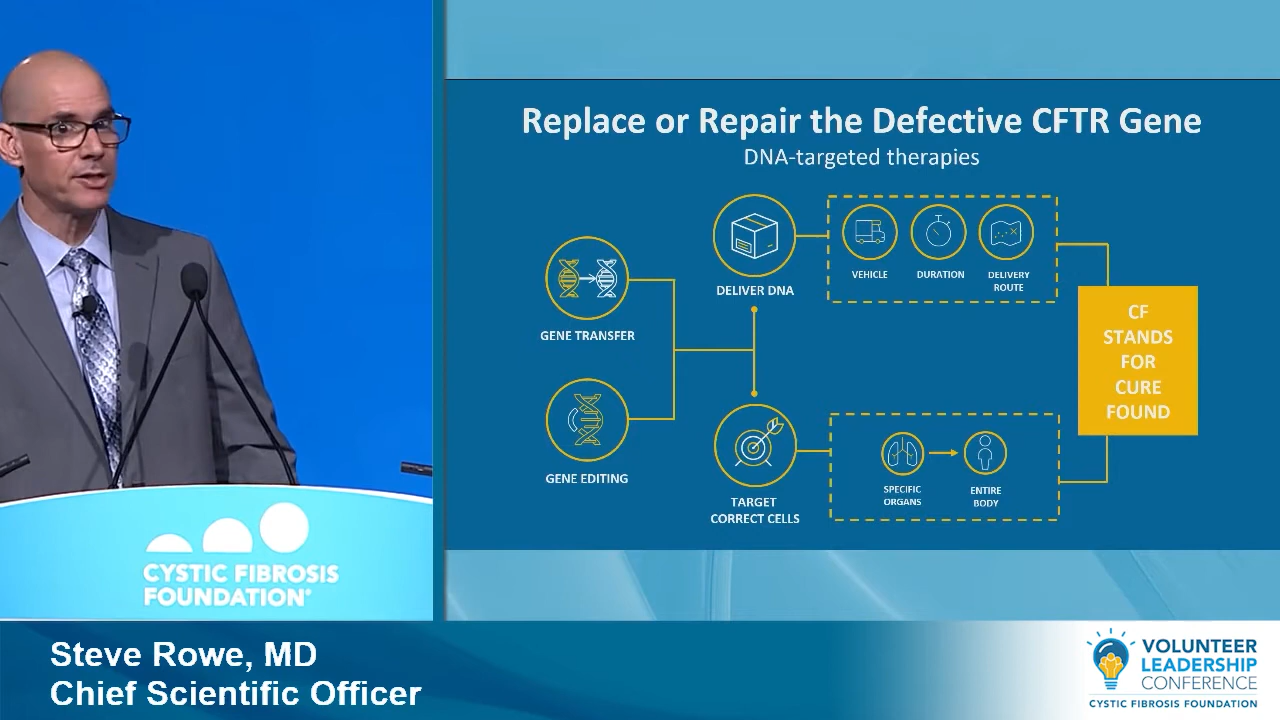 Replace or Repair the Defective CFTR Gene
DNA-targeted therapies
GENE TRANSFER
GENE EDITING
DELIVER DNA
VEHICLE
DURATION
DELIVERY
ROUTE
TARGET
CORRECT CELLS
SPECIFIC
ORGANS
ENTIRE
BODY
CF
STANDS
FOR
CURE
FOUND
CYSTIC FIBROSIS
FOUNDATION®
Steve Rowe, MD
Chief Scientific Officer
VOLUNTEER
LEADERSHIP
CONFERENCE
CYSTIC FIBROSIS FOUNDATION